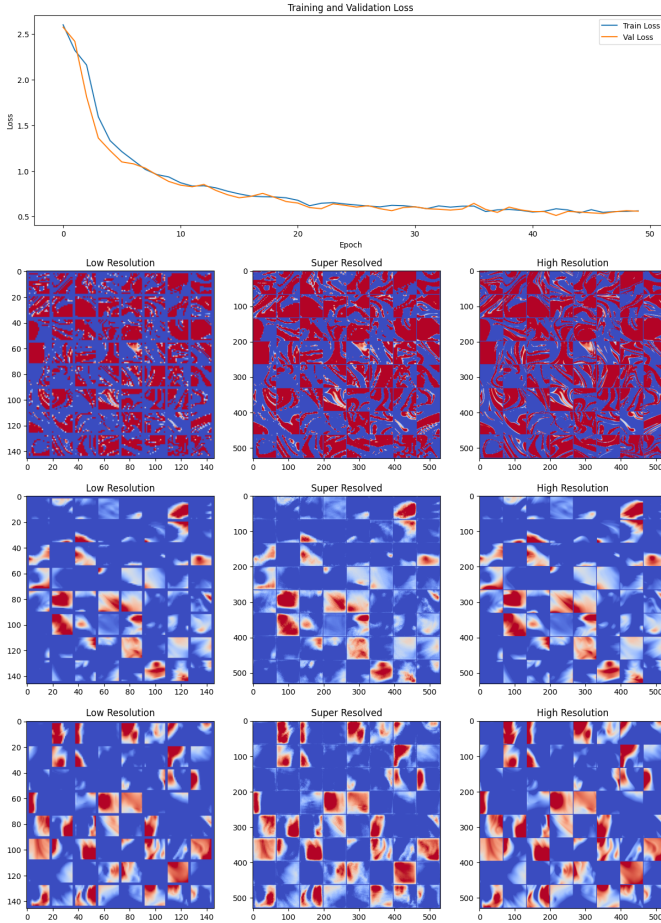 Training and Validation Loss
Train Loss
Val Loss
2.5
2.0
1.5
1.0
0.5
Loss
0 10 20 30 40 50
Epoch
Low Resolution Super Resolved High Resolution
0 20 40 60 80 100 120 140
0 100 200 300 400 500
0 100 200 300 400 500
0 20 40 60 80 100 120 140
0 100 200 300 400 500
0 100 200 300 400 500
Low Resolution Super Resolved High Resolution
0 20 40 60 80 100 120 140
0 100 200 300 400 500
0 100 200 300 400 500
0 20 40 60 80 100 120 140
0 100 200 300 400 500
0 100 200 300 400 500
Low Resolution Super Resolved High Resolution
0 20 40 60 80 100 120 140
0 100 200 300 400 500
0 100 200 300 400 500
0 20 40 60 80 100 120 140
0 100 200 300 400 500
0 100 200 300 400 500